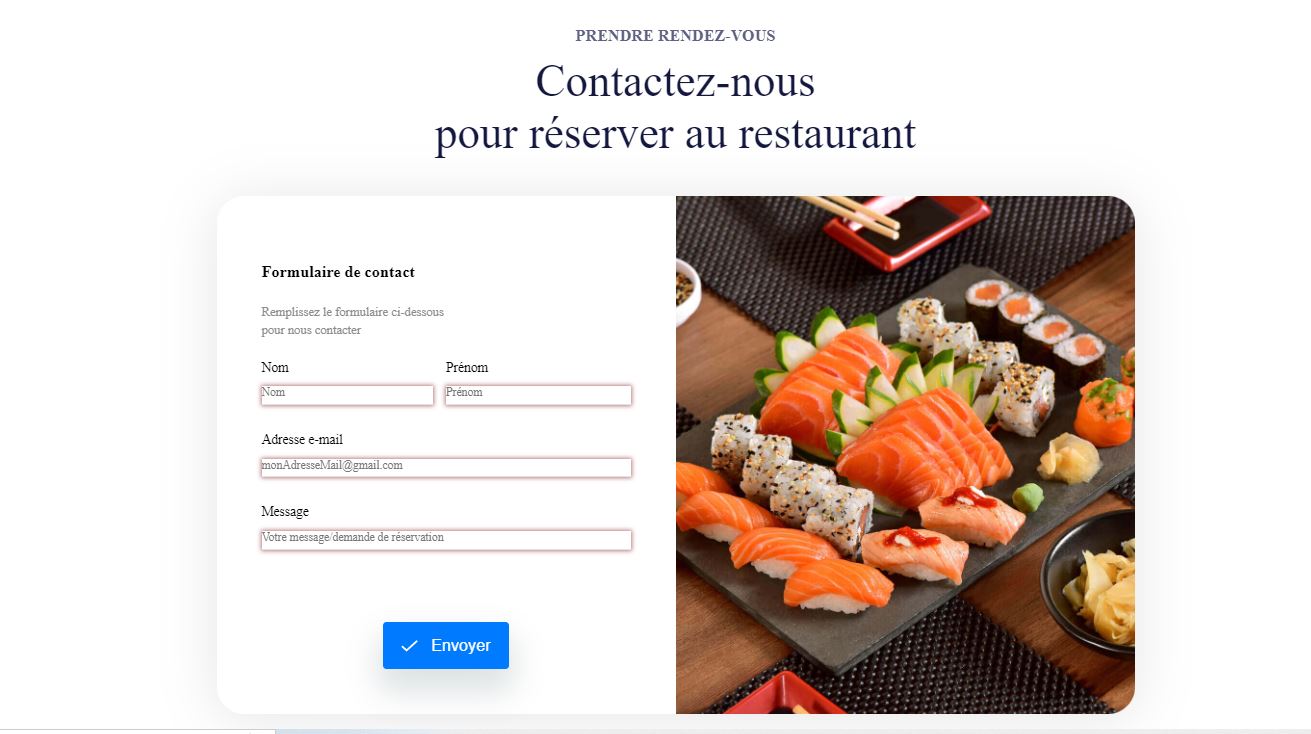 PRENDRE RENDEZ-VOUS
Contactez-nous
pour réserver au restaurant
Formulaire de contact
Remplissez le formulaire ci-dessous
pour nous contacter
Nom Prénom
Nom Prénom
Adresse e-mail
monAdresseMail@gmail.com
Message
Votre message/demande de réservation
Envoyer